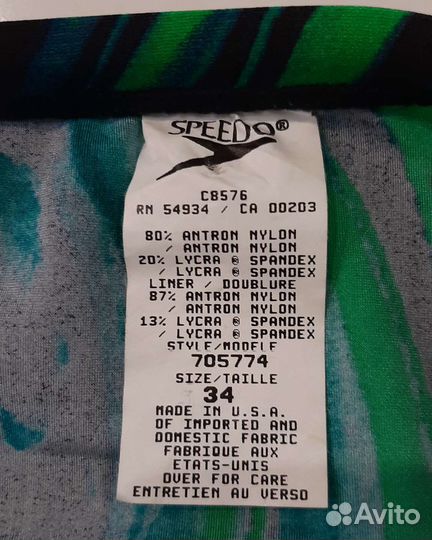 SPEEDO®
C8576
RN 54934 / CA 00203
80% ANTRON NYLON
/ ANTRON NYLON
20% LYCRA ® SPANDEX
/ LYCRA ® SPANDEX
LINER / DOUBLURE
87% ANTRON NYLON
/ ANTRON NYLON
13% LYCRA ® SPANDEX
/ LYCRA ® SPANDEX
STYLE/MODELE
705774
SIZE/TAILLE
34
MADE IN U.S.A.
OF IMPORTED AND
DOMESTIC FABRIC
FABRIQUE AUX
ETATS-UNIS
OVER FOR CARE
ENTRETIEN AU VERSO
Avito